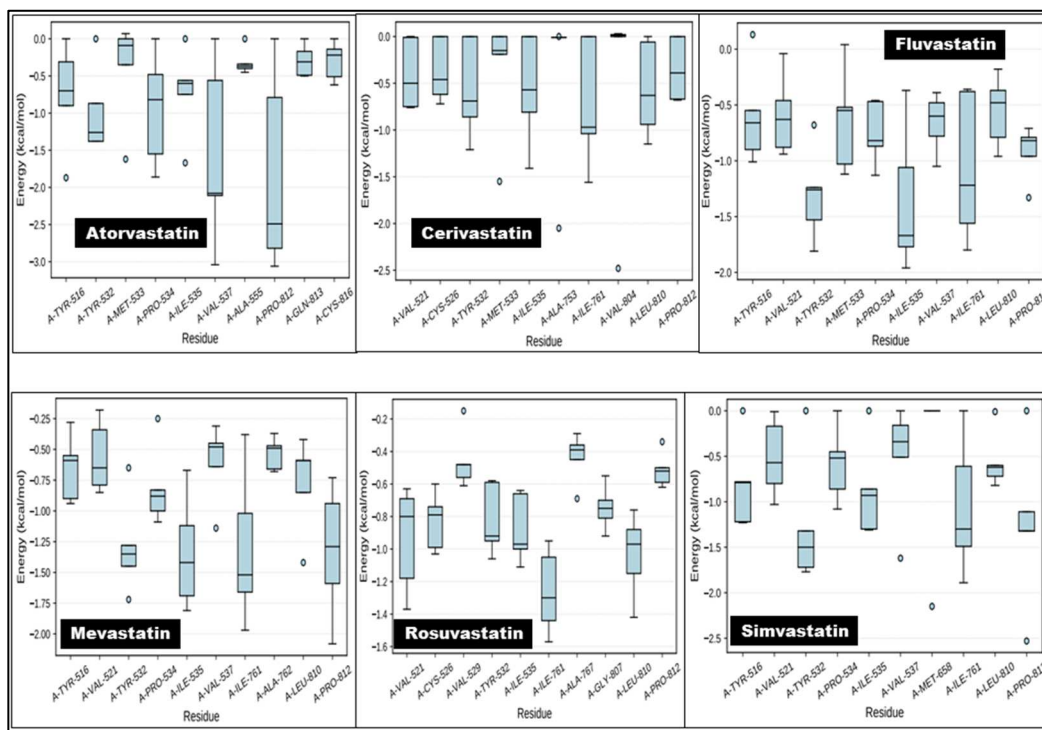 Energy (kcal/mol)
0.0
−0.5
−1.0
−1.5
−2.0
−2.5
−3.0
Atorvastatin
A-TYR-516
A-TYR-532
A-MET-533
A-PRO-534
A-ILE-535
A-VAL-537
A-ALA-555
A-PRO-812
A-GLN-813
A-CYS-816
Residue
Energy (kcal/mol)
0.0
−0.5
−1.0
−1.5
−2.0
−2.5
Cerivastatin
A-VAL-521
A-CYS-526
A-TYR-532
A-MET-533
A-ILE-535
A-ALA-753
A-ILE-761
A-VAL-804
A-LEU-810
A-PRO-812
Residue
Energy (kcal/mol)
0.0
−0.5
−1.0
−1.5
−2.0
Fluvastatin
A-TYR-516
A-VAL-521
A-TYR-532
A-MET-533
A-PRO-534
A-ILE-535
A-VAL-537
A-ILE-761
A-LEU-810
A-PRO-81
Residue
Energy (kcal/mol)
−0.25
−0.50
−0.75
−1.00
−1.25
−1.50
−1.75
−2.00
Mevastatin
A-TYR-516
A-VAL-521
A-TYR-532
A-PRO-534
A-ILE-535
A-VAL-537
A-ILE-761
A-ALA-762
A-LEU-810
A-PRO-812
Residue
Energy (kcal/mol)
−0.2
−0.4
−0.6
−0.8
−1.0
−1.2
−1.4
−1.6
Rosuvastatin
A-VAL-521
A-CYS-526
A-VAL-529
A-TYR-532
A-ILE-535
A-ILE-761
A-ALA-767
A-GLY-807
A-LEU-810
A-PRO-812
Residue
Energy (kcal/mol)
0.0
−0.5
−1.0
−1.5
−2.0
−2.5
Simvastatin
A-TYR-516
A-VAL-521
A-TYR-532
A-PRO-534
A-ILE-535
A-VAL-537
A-MET-658
A-ILE-761
A-LEU-810
A-PRO-812
Residue